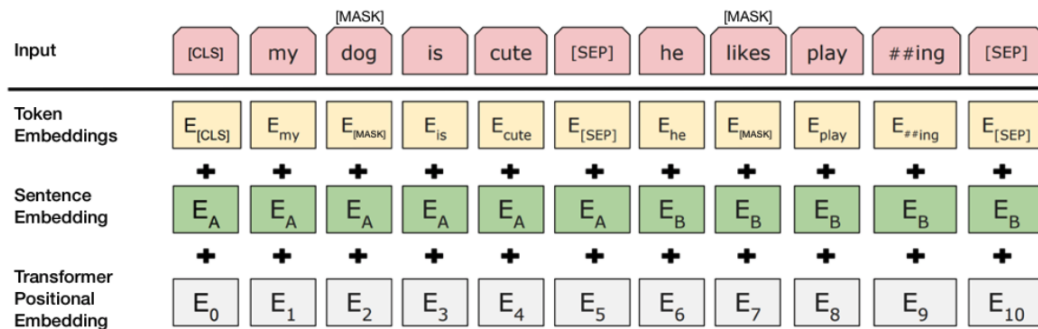 [MASK] [MASK]
Input [CLS] my dog is cute [SEP] he likes play ##ing [SEP]
Token
Embeddings
E[CLS] Emy E[MASK] Eis Ecute E[SEP] Ehe E[MASK] Eplay E##ing E[SEP]
+ + + + + + + + + + +
Sentence
Embedding
EA EA EA EA EA EA EB EB EB EB EB
+ + + + + + + + + + +
Transformer
Positional
Embedding
E0 E1 E2 E3 E4 E5 E6 E7 E8 E9 E10